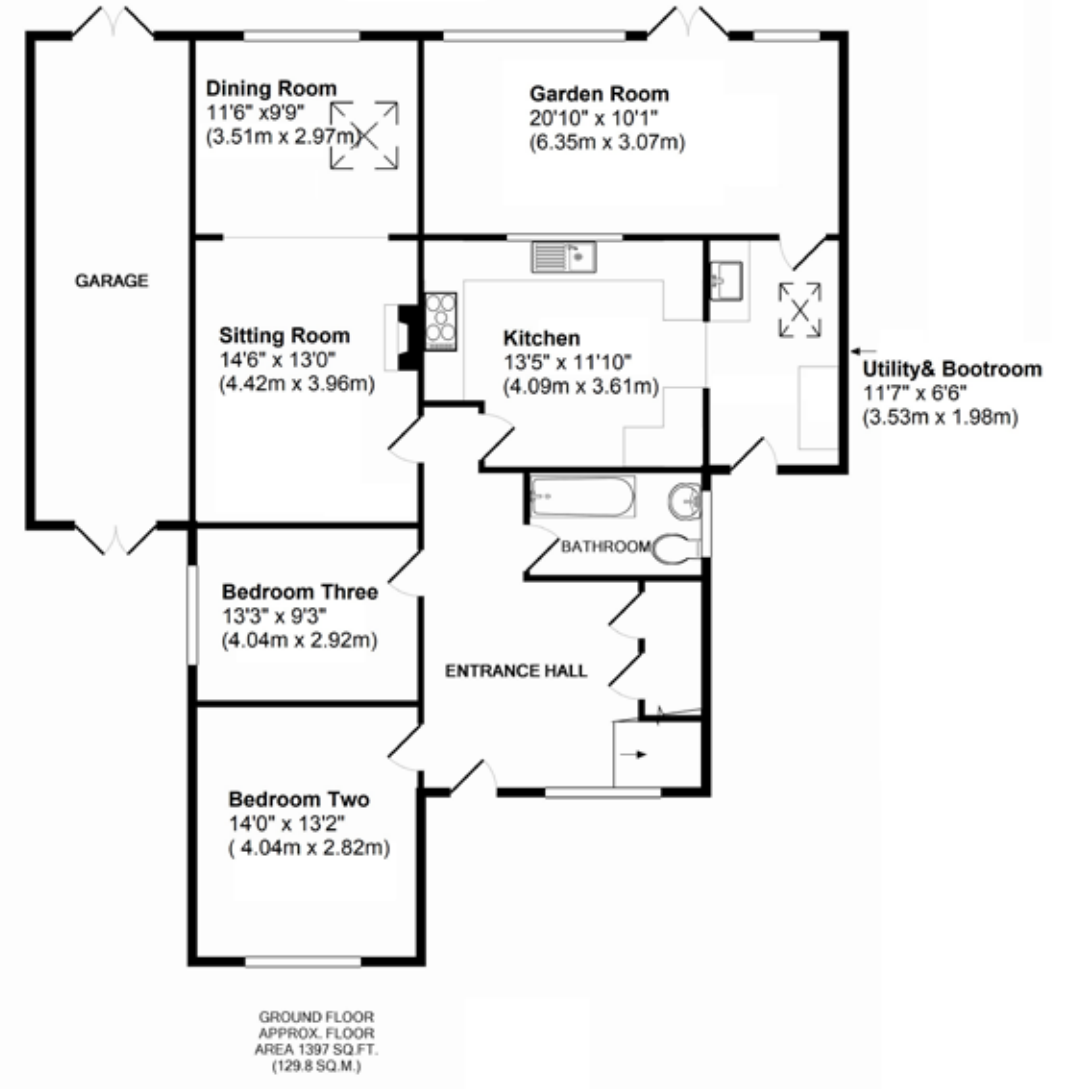 Dining Room
11'6" x9'9"
(3.51m x 2.97m)
Garden Room
20'10" x 10'1"
(6.35m x 3.07m)
GARAGE
Sitting Room
14'6" x 13'0"
(4.42m x 3.96m)
Kitchen
13'5" x 11'10"
(4.09m x 3.61m)
Utility& Bootroom
11'7" x 6'6"
(3.53m x 1.98m)
BATHROOM
Bedroom Three
13'3" x 9'3"
(4.04m x 2.92m)
ENTRANCE HALL
Bedroom Two
14'0" x 13'2"
( 4.04m x 2.82m)
GROUND FLOOR
APPROX. FLOOR
AREA 1397 SQ.FT.
(129.8 SQ.M.)